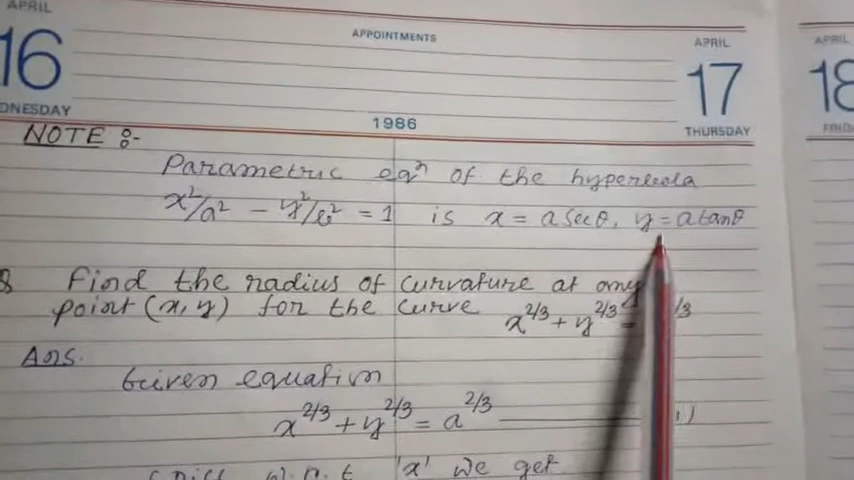 APRIL
16
WEDNESDAY
APPOINTMENTS
1986
APRIL
17
THURSDAY
APRIL
18
NOTE :-
Parametric eqⁿ of the hyperbola
x²/a² - y²/b² = 1 is x = a secθ, y = a tanθ
Find the radius of curvature at any
point (x, y) for the curve x^2/3 + y^2/3 =
Ans.
Given equation
x^2/3 + y^2/3 = a^2/3
Diff w.r.t 'x' we get